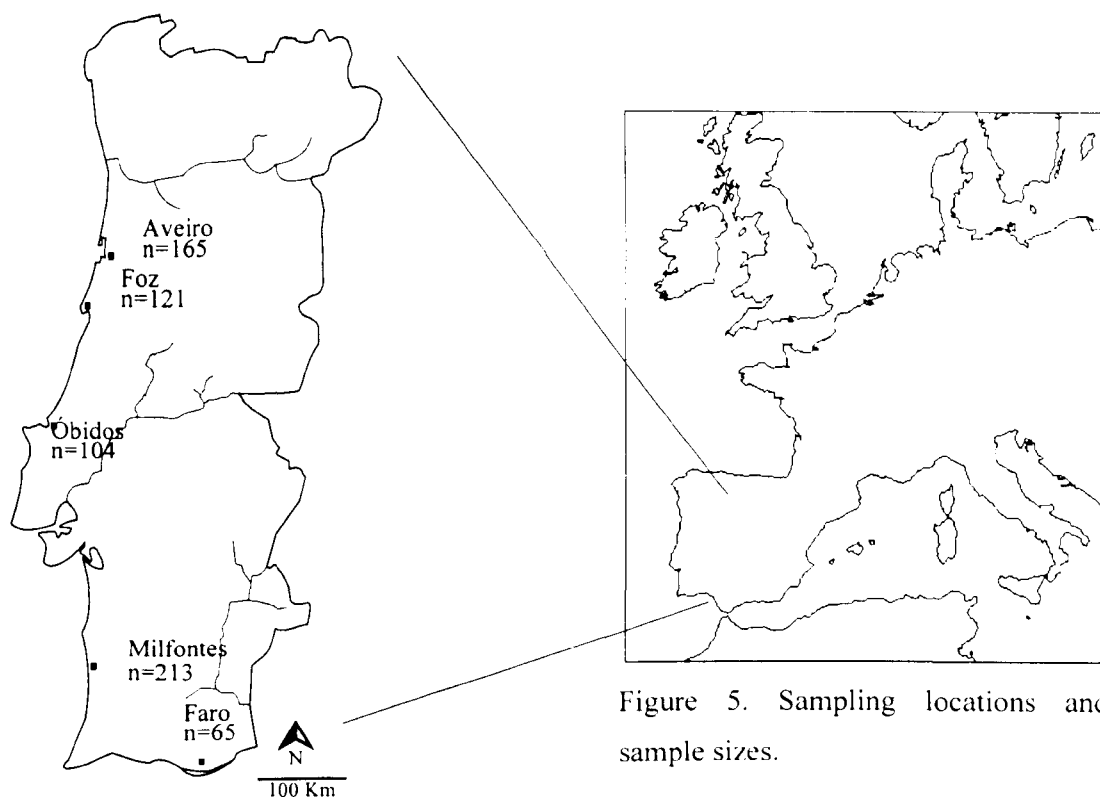 Aveiro
n=165
Foz
n=121
Óbidos
n=104
Milfontes
n=213
Faro
n=65
N
100 Km
Figure 5. Sampling locations and
sample sizes.